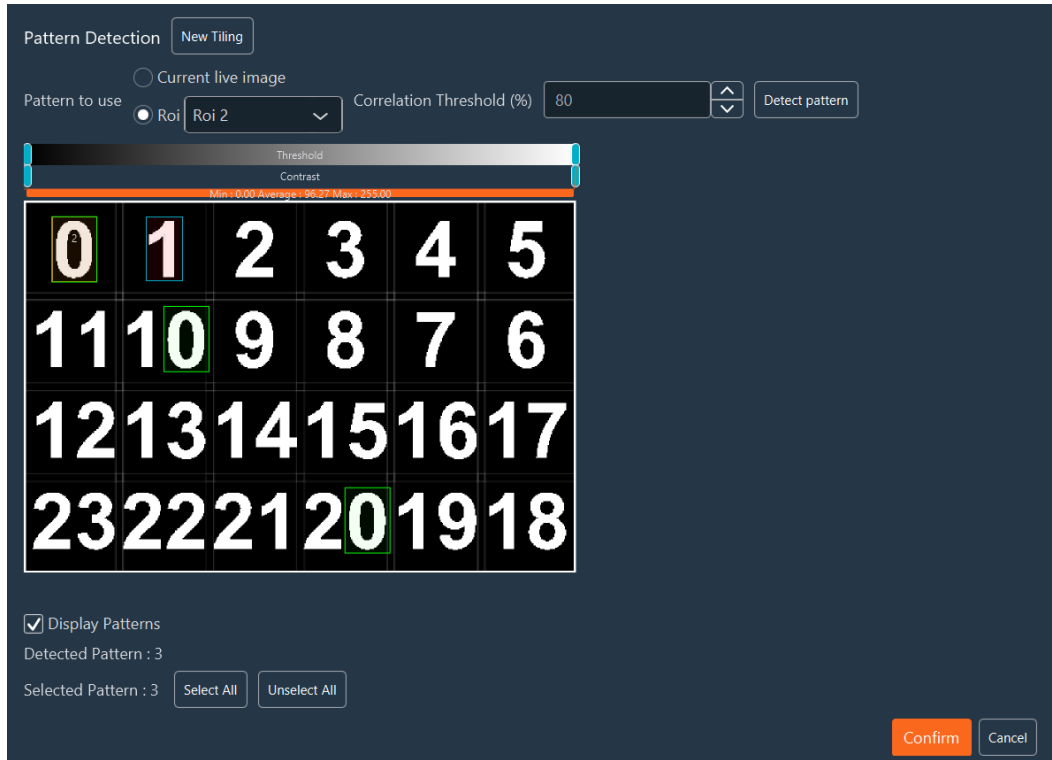 Pattern Detection New Tiling
Current live image
Pattern to use
Roi Roi 2
Correlation Threshold (%) 80 Detect pattern
Threshold
Contrast
Min : 0.00 Average : 96.27 Max : 255.00
0 2 1 2 3 4 5
11 10 9 8 7 6
12 13 14 15 16 17
23 22 21 20 19 18
Display Patterns
Detected Pattern : 3
Selected Pattern : 3 Select All Unselect All
Confirm Cancel